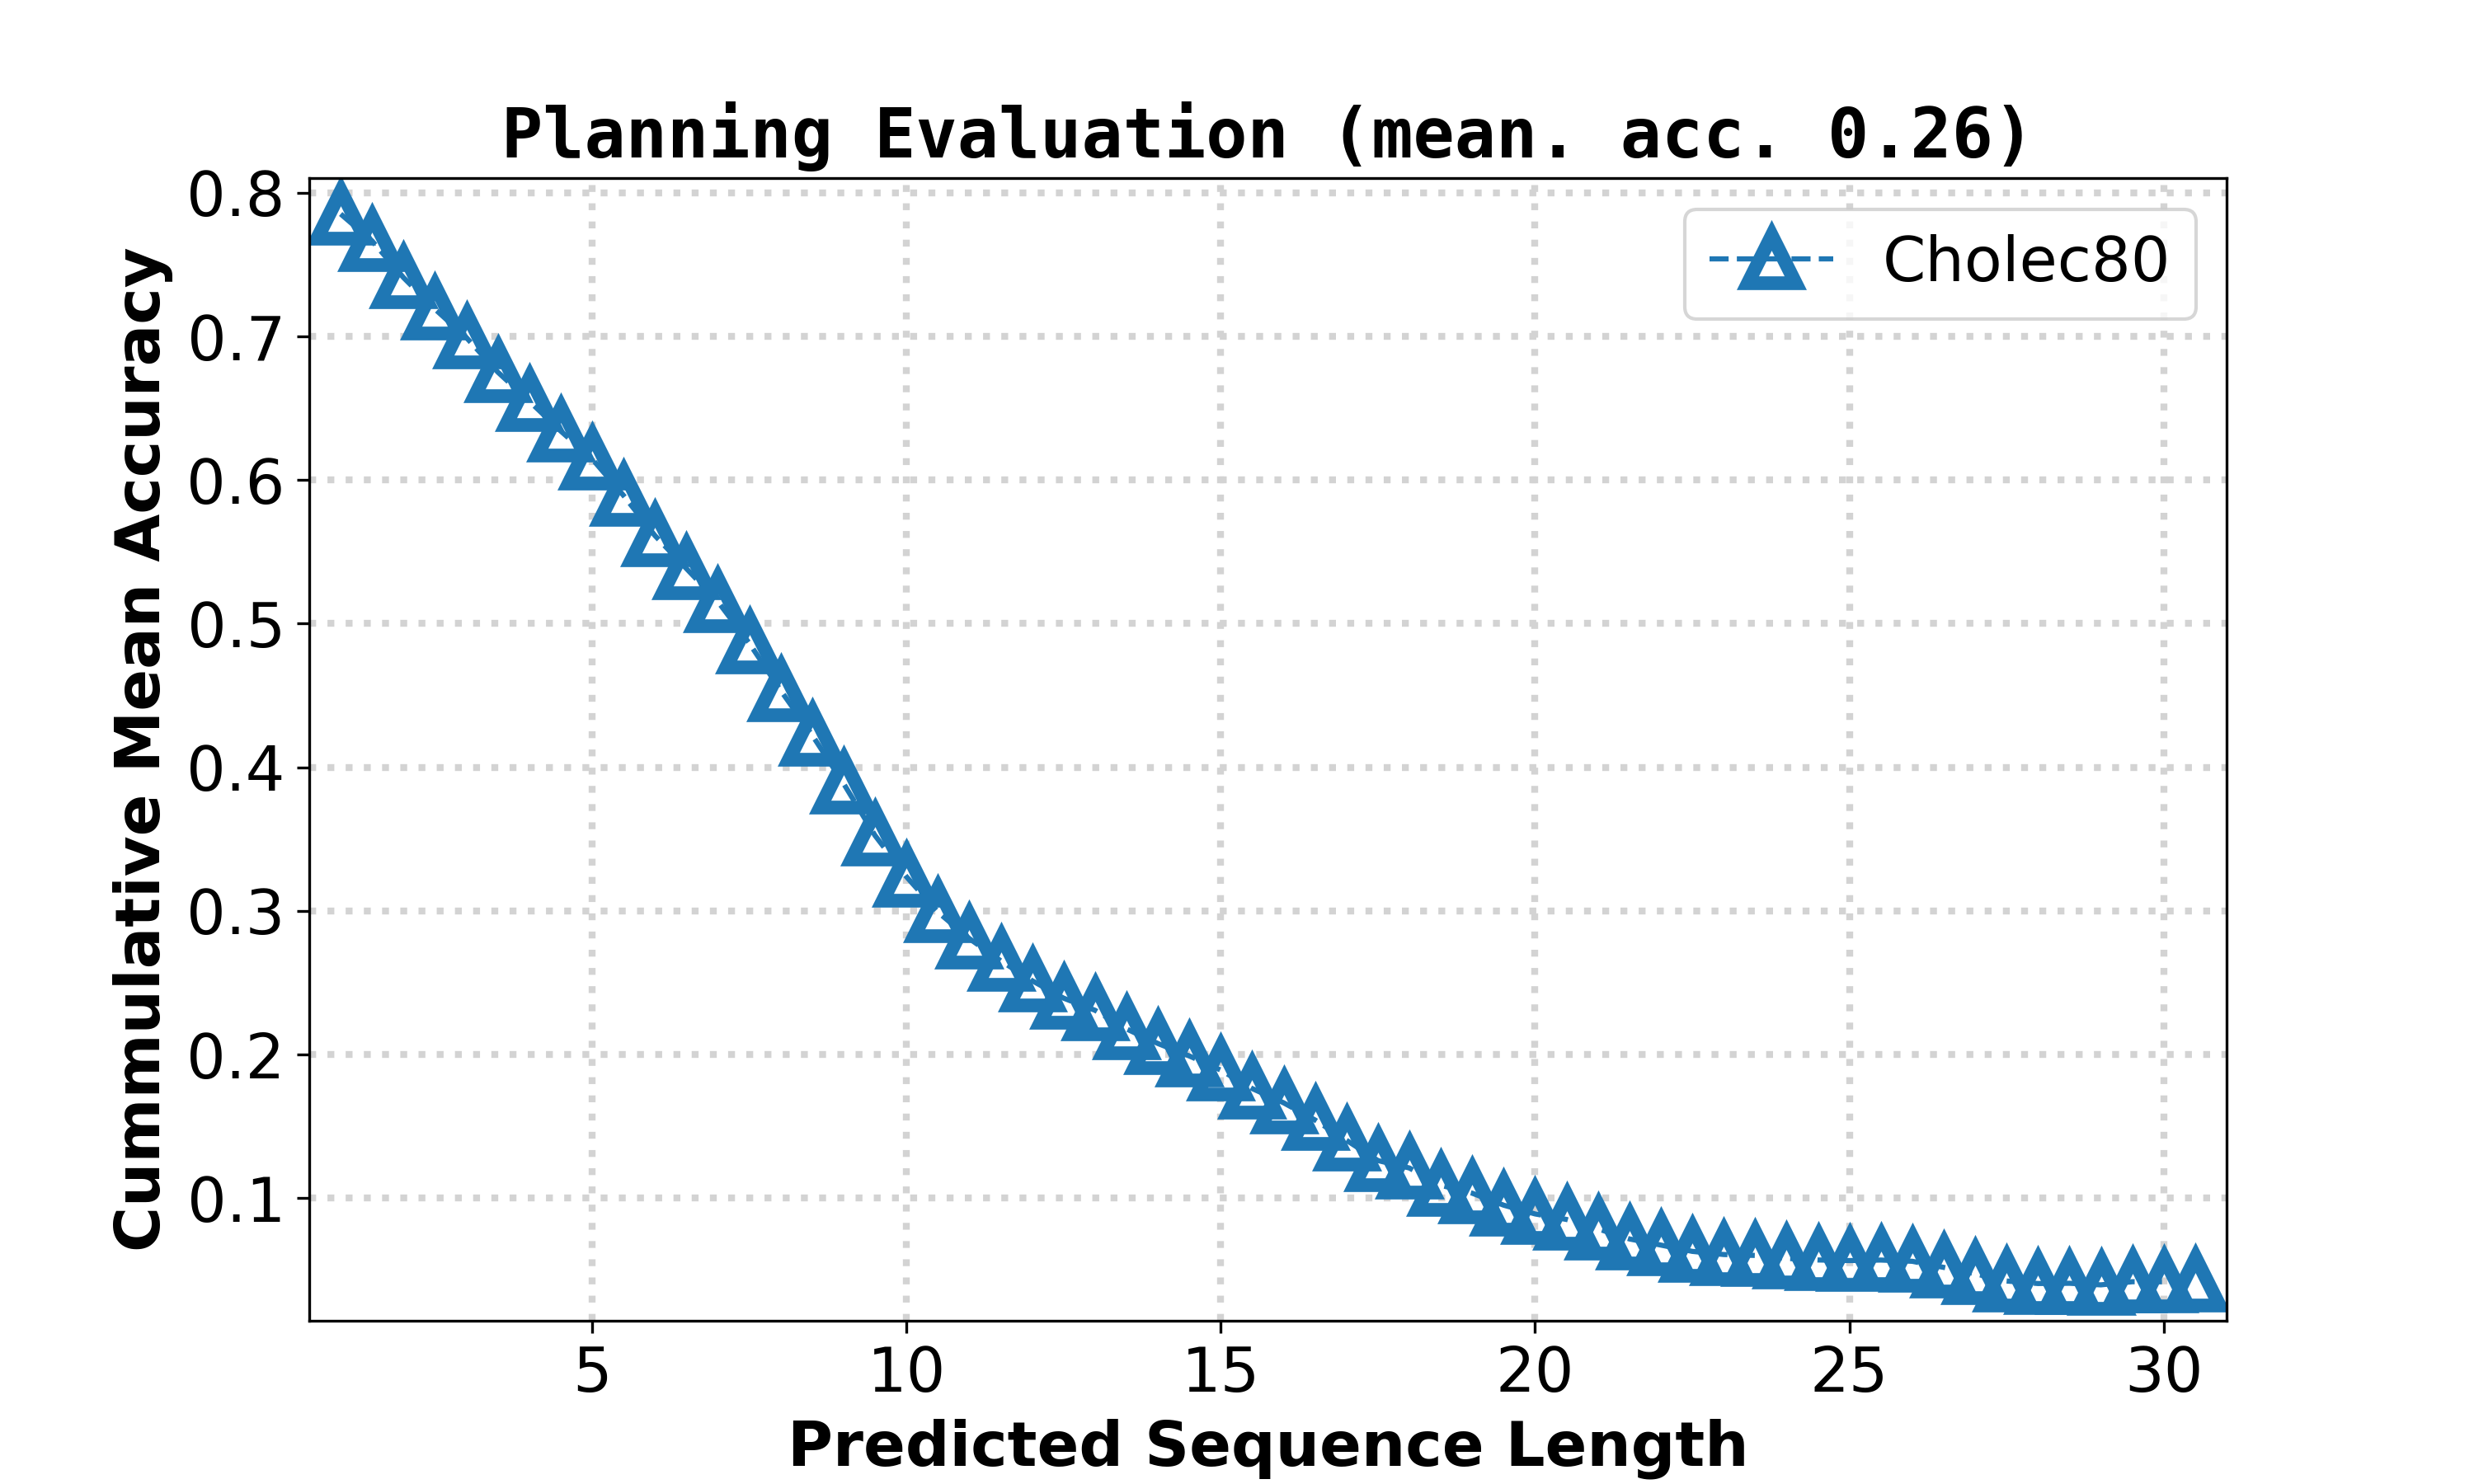 Planning Evaluation (mean. acc. 0.26)
Cummulative Mean Accuracy
0.8
0.7
0.6
0.5
0.4
0.3
0.2
0.1
Cholec80
5 10 15 20 25 30
Predicted Sequence Length